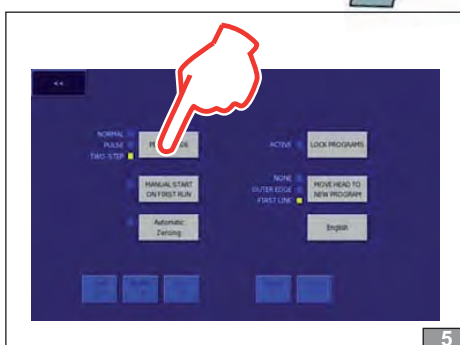 <<
NORMAL
PULSE
TWO-STEP
MANUAL START
ON FIRST RUN
Automatic
Zeroing
ACTIVE
LOCK PROGRAMS
NONE
OUTER EDGE
FIRST LINE
MOVE HEAD TO
NEW PROGRAM
English
5